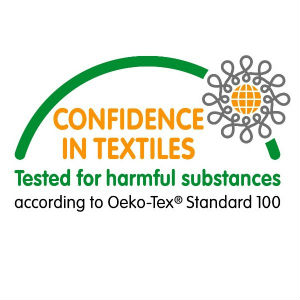 CONFIDENCE
IN TEXTILES
Tested for harmful substances
according to Oeko-Tex® Standard 100